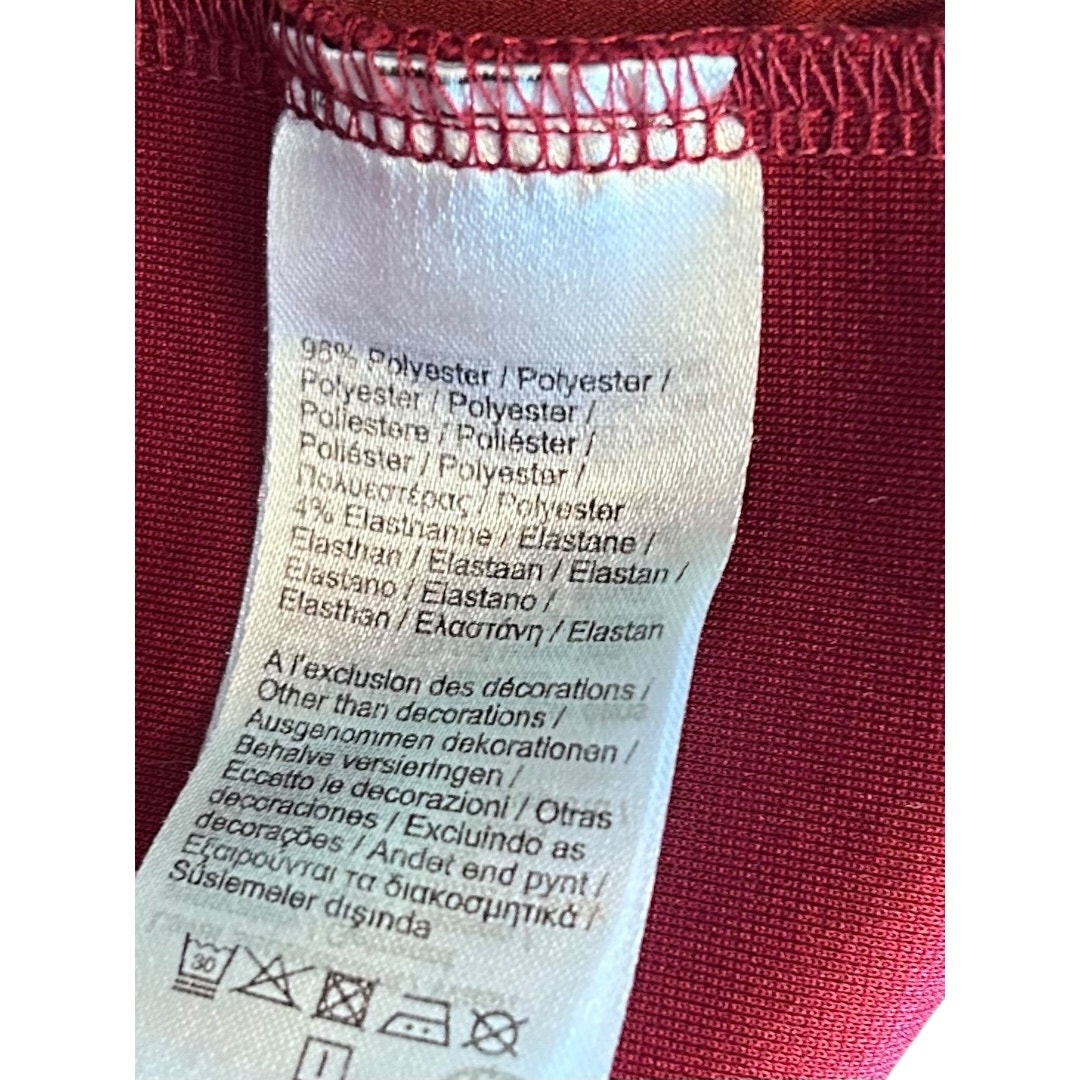 96% Polyester / Polyester /
Polyester / Polyester /
Poliestere / Poliéster /
Poliéster / Polyester /
Πολυεστέρας / Polyester
4% Elasthanne / Elastane /
Elasthan / Elastaan / Elastan /
Elastano / Elastano /
Elasthan / Ελαστάνη / Elastan
A l'exclusion des décorations /
Other than decorations /
Ausgenommen dekorationen /
Behalve versieringen /
Eccetto le decorazioni / Otras
decoraciones / Excluindo as
decorações / Andet end pynt /
Εξαιρούνται τα διακοσμητικά /
Süslemeler dışında
30